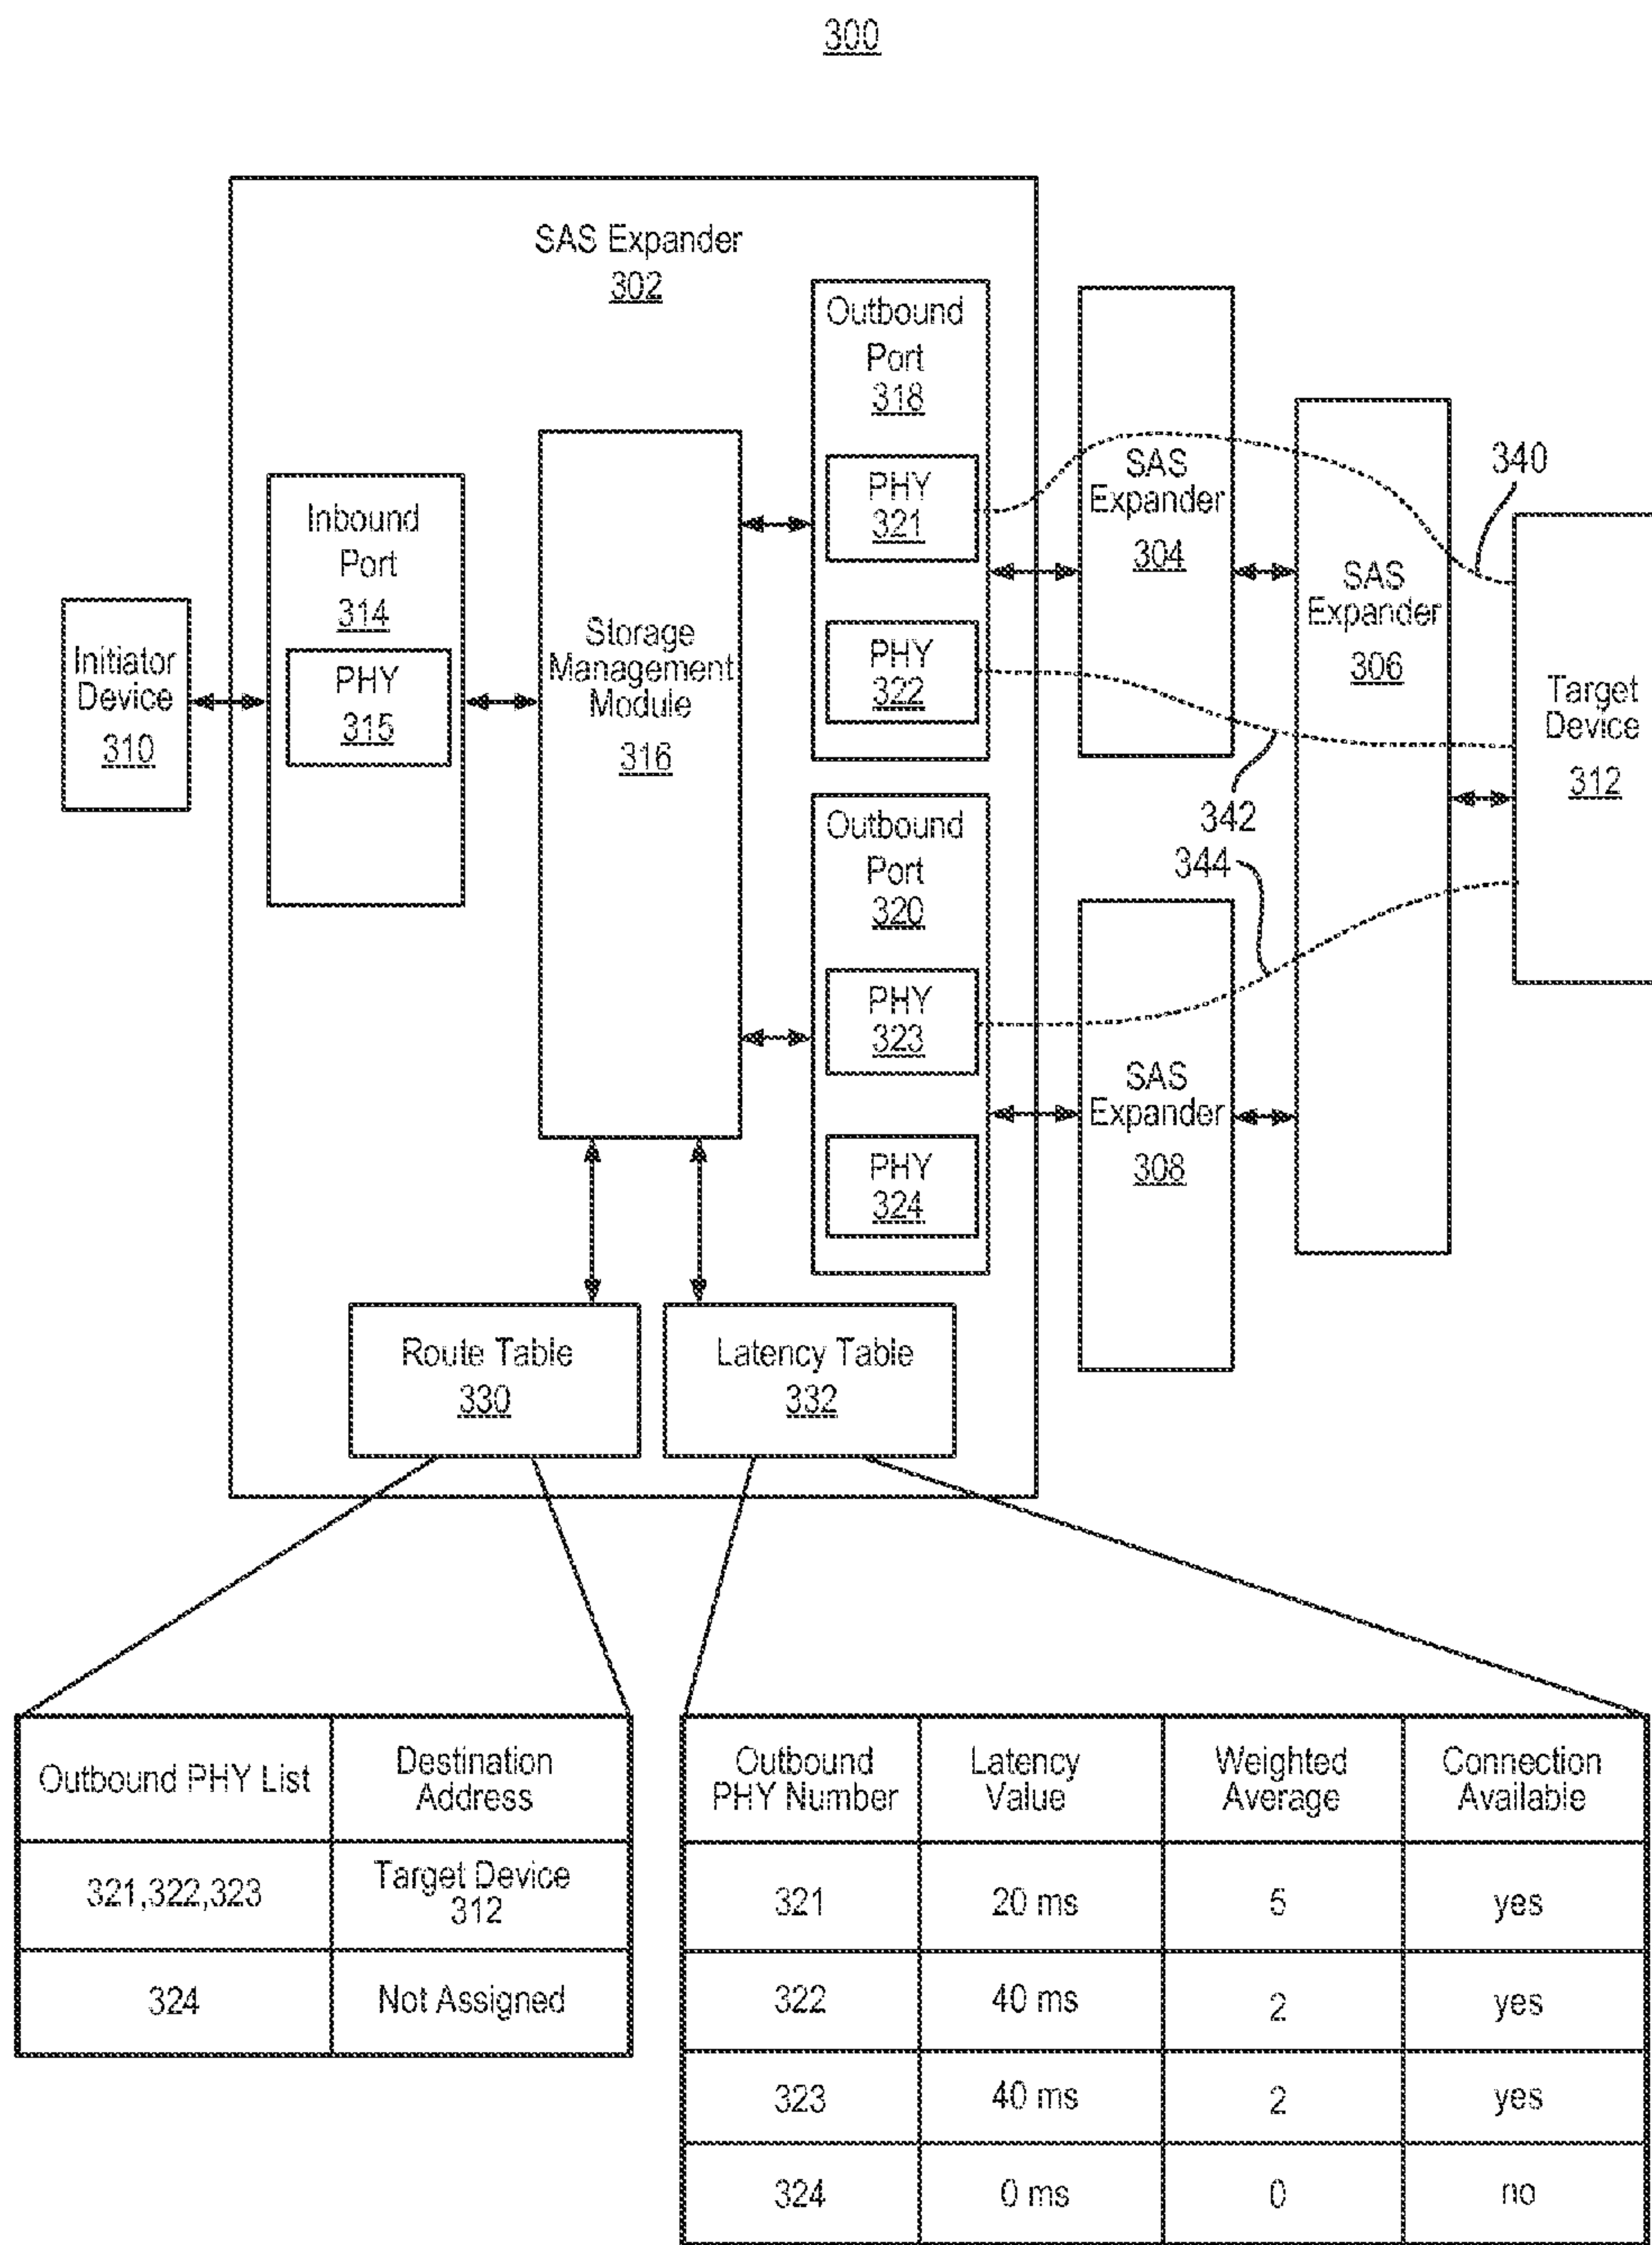 300
SAS Expander
302
Outbound
Port
318
PHY
321
PHY
322
SAS
Expander
304
340
SAS
Expander
306
Inbound
Port
314
PHY
315
Initiator
Device
310
Storage
Management
Module
316
Target
Device
312
342
344
Outbound
Port
320
PHY
323
PHY
324
SAS
Expander
308
Route Table
330
Latency Table
332
Outbound PHY List
Destination
Address
321,322,323
Target Device
312
324
Not Assigned
Outbound
PHY Number
Latency
Value
Weighted
Average
Connection
Available
321
20 ms
5
yes
322
40 ms
2
yes
323
40 ms
2
yes
324
0 ms
0
no